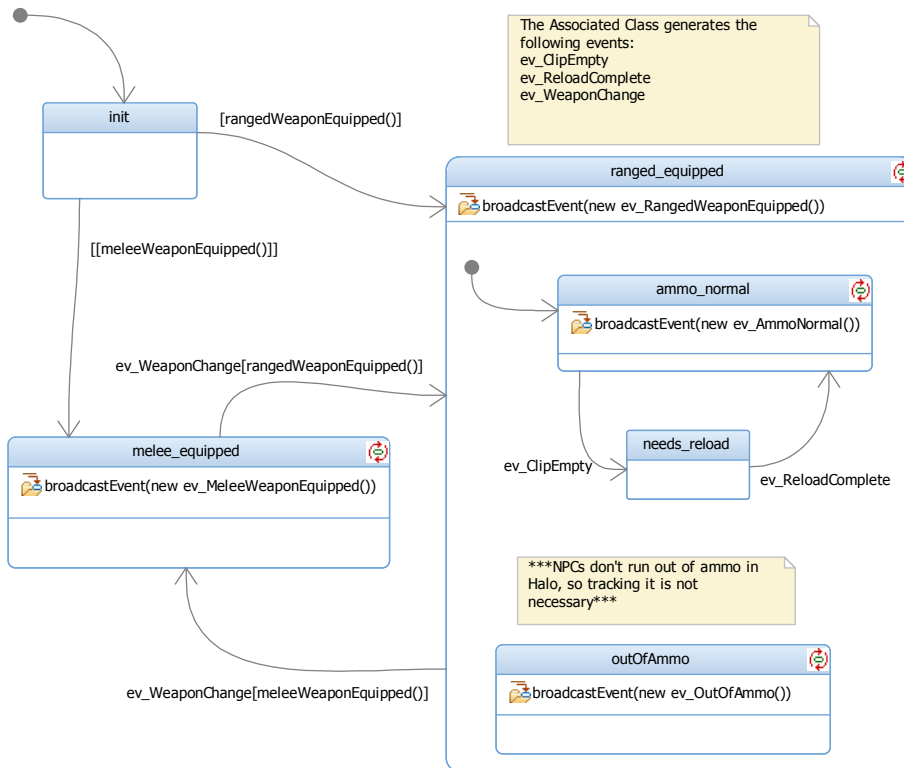 The Associated Class generates the
following events:
ev_ClipEmpty
ev_ReloadComplete
ev_WeaponChange
init
[rangedWeaponEquipped()]
ranged_equipped
broadcastEvent(new ev_RangedWeaponEquipped())
[[meleeWeaponEquipped()]]
ammo_normal
broadcastEvent(new ev_AmmoNormal())
ev_WeaponChange[rangedWeaponEquipped()]
melee_equipped
broadcastEvent(new ev_MeleeWeaponEquipped())
needs_reload
ev_ClipEmpty
ev_ReloadComplete
***NPCs don't run out of ammo in
Halo, so tracking it is not
necessary***
outOfAmmo
broadcastEvent(new ev_OutOfAmmo())
ev_WeaponChange[meleeWeaponEquipped()]